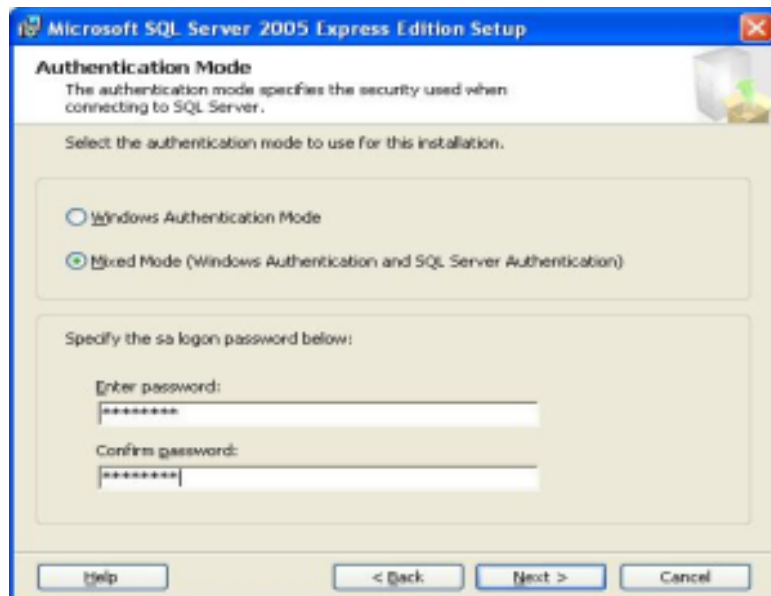 Microsoft SQL Server 2005 Express Edition Setup
Authentication Mode
The authentication mode specifies the security used when
connecting to SQL Server.
Select the authentication mode to use for this installation.
Windows Authentication Mode
Mixed Mode (Windows Authentication and SQL Server Authentication)
Specify the sa logon password below:
Enter password:
********
Confirm password:
********
Help
< Back
Next >
Cancel